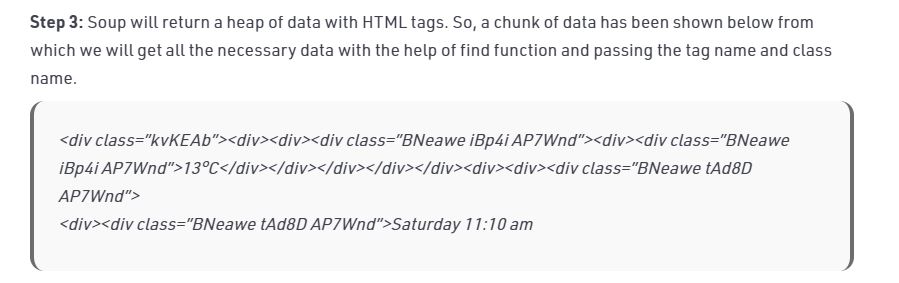 Step 3: Soup will return a heap of data with HTML tags. So, a chunk of data has been shown below from
which we will get all the necessary data with the help of find function and passing the tag name and class
name.
<div class=”kvKEAb”><div><div><div class=”BNeawe iBp4i AP7Wnd”><div><div class=”BNeawe
iBp4i AP7Wnd”>13°C</div></div></div></div></div><div><div><div class=”BNeawe tAd8D
AP7Wnd”>
<div><div class=”BNeawe tAd8D AP7Wnd”>Saturday 11:10 am